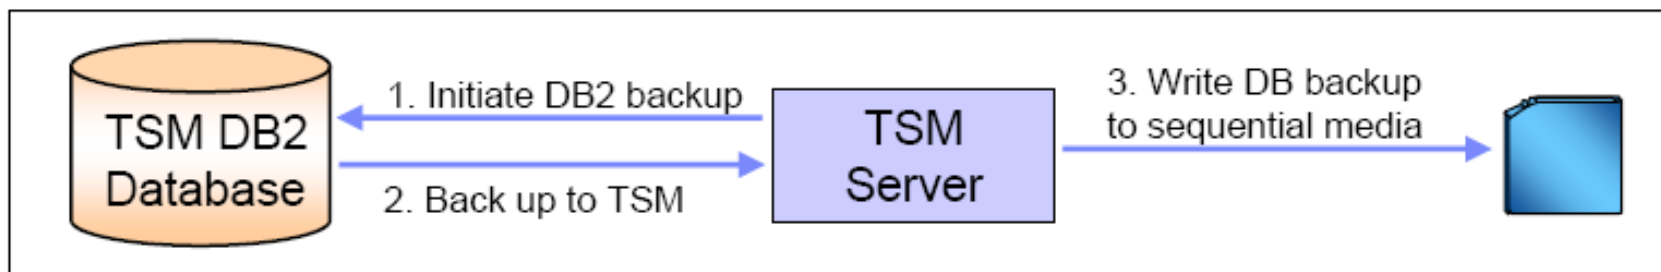 TSM DB2
Database
1. Initiate DB2 backup
2. Back up to TSM
TSM
Server
3. Write DB backup
to sequential media